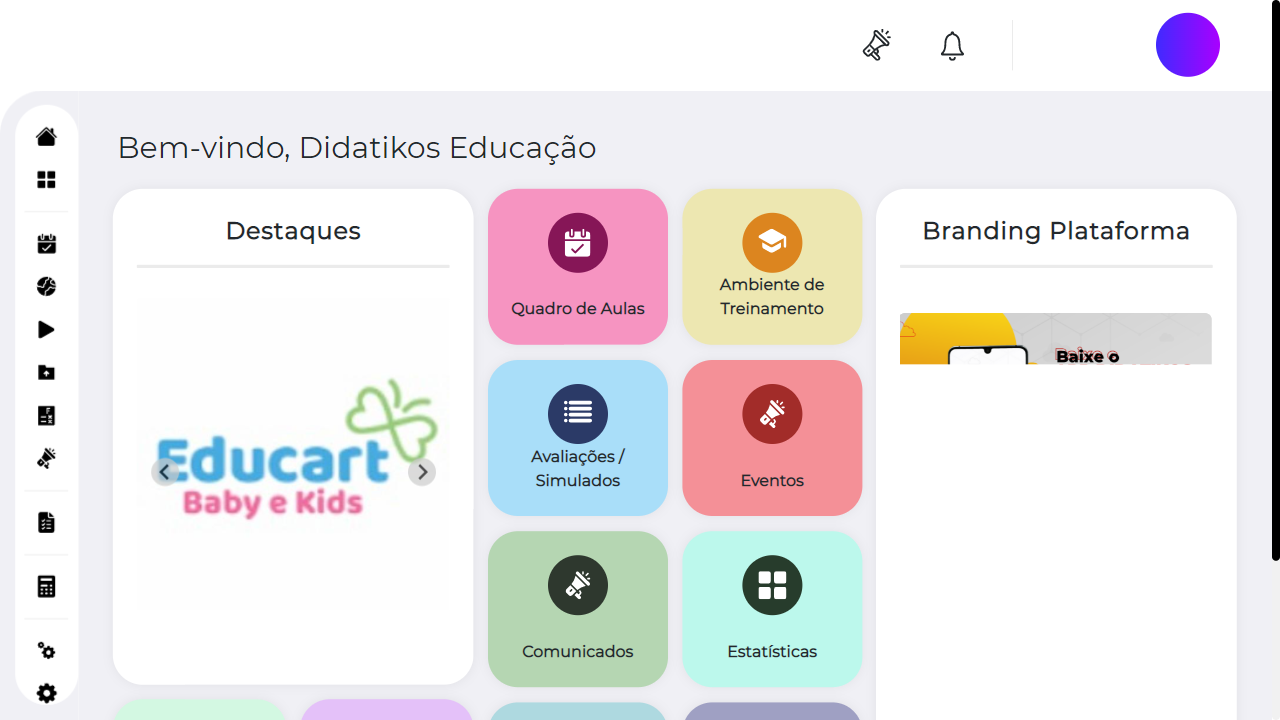 Bem-vindo, Didatikos Educação
Destaques
Educart
Baby e Kids
Quadro de Aulas
Ambiente de
Treinamento
Avaliações /
Simulados
Eventos
Comunicados
Estatísticas
Branding Plataforma
Baixe o